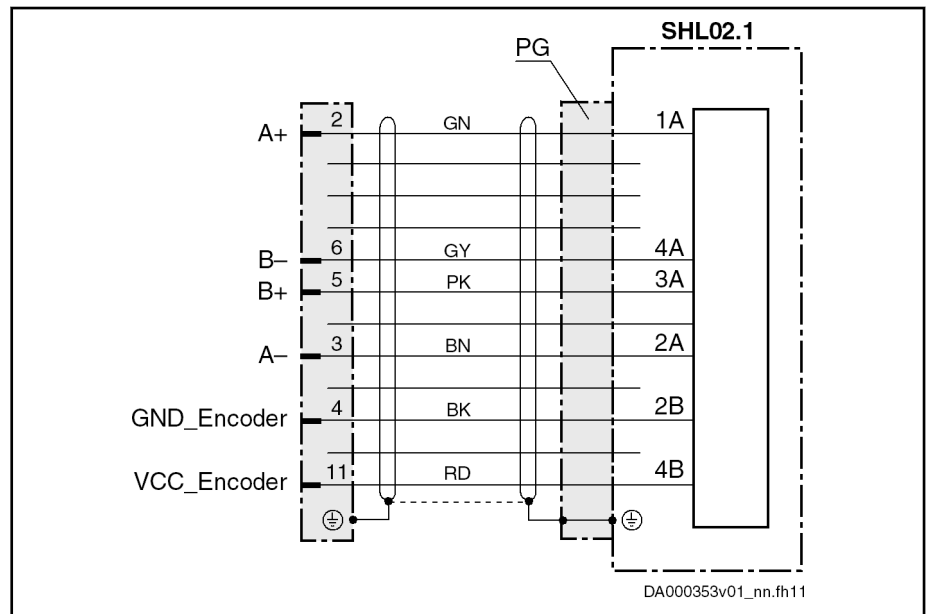 SHL02.1
PG
A+ 2 GN 1A
B– 6 GY 4A
B+ 5 PK 3A
A– 3 BN 2A
GND_Encoder 4 BK 2B
VCC_Encoder 11 RD 4B
DA000353v01_nn.fh11